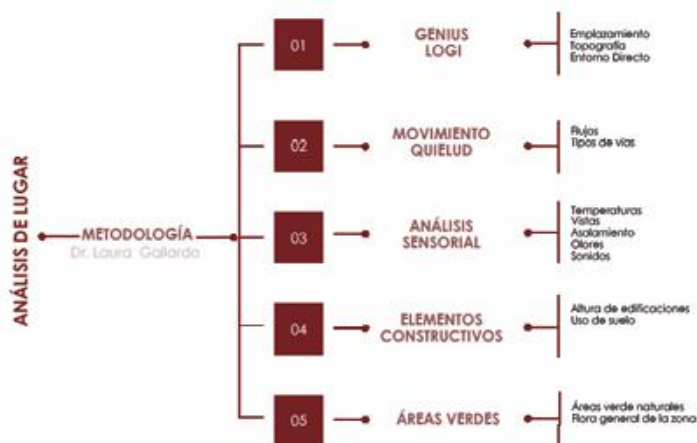 ANÁLISIS DE LUGAR
METODOLOGÍA
Dr. Laura Gallardo
01
GENIUS
LOGI
Emplazamiento
Topografía
Entorno Directo
02
MOVIMIENTO
QUIELUD
Flujos
Tipos de vías
03
ANÁLISIS
SENSORIAL
Temperaturas
Vistas
Asolamiento
Olores
Sonidos
04
ELEMENTOS
CONSTRUCTIVOS
Altura de edificaciones
Uso de suelo
05
ÁREAS VERDES
Áreas verde naturales
Flora general de la zona